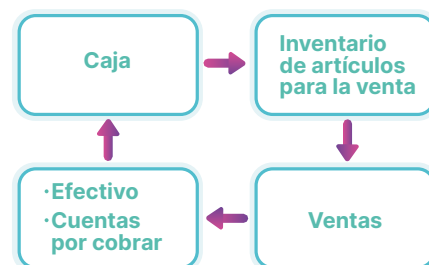 Caja
Inventario
de artículos
para la venta
·Efectivo
·Cuentas
por cobrar
Ventas